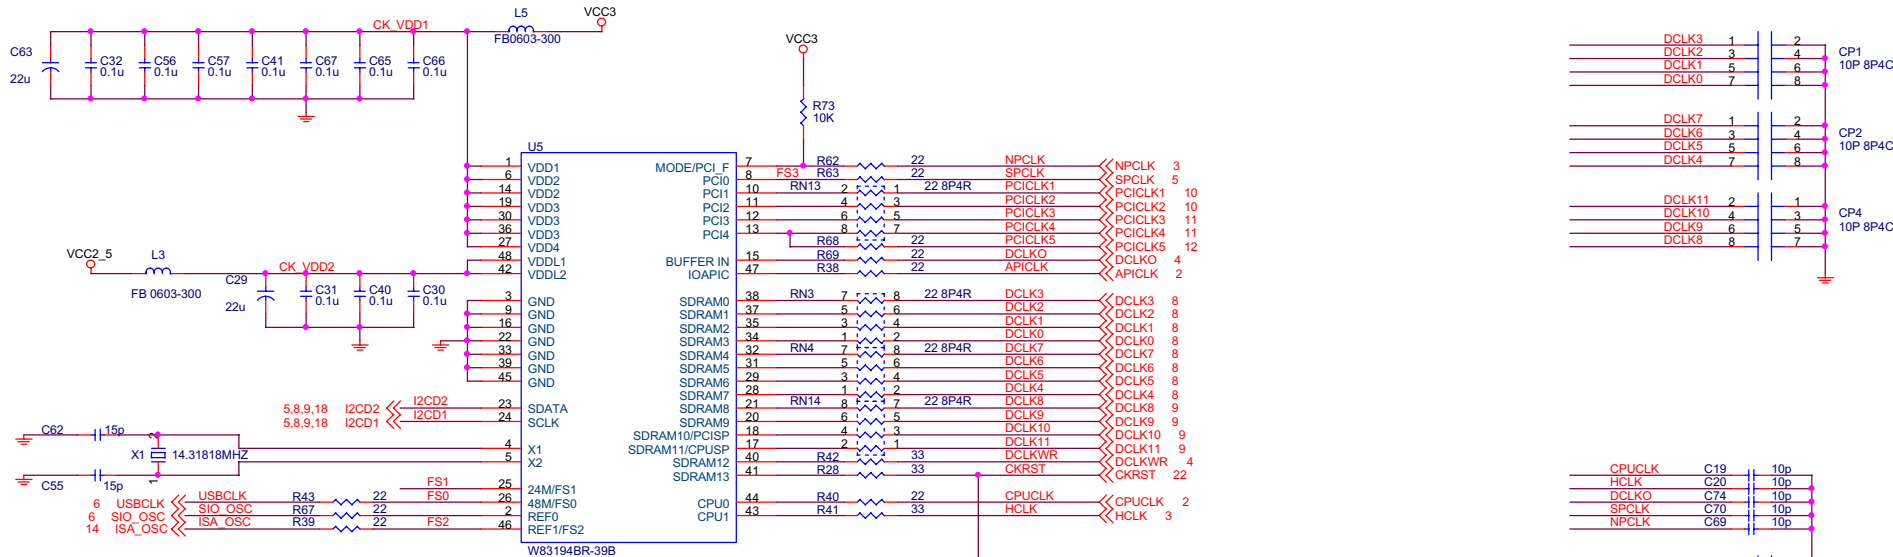 CK_VDD1 L5 VCC3
FB0603-300
C63 22u
C32 0.1u
C56 0.1u
C57 0.1u
C41 0.1u
C67 0.1u
C65 0.1u
C66 0.1u
VCC3
R73
10K
VCC2_5 L3 CK_VDD2
FB 0603-300
C29 22u
C31 0.1u
C40 0.1u
C30 0.1u
U5
1 VDD1
6 VDD2
14 VDD2
19 VDD3
30 VDD3
36 VDD3
27 VDD4
48 VDDL1
42 VDDL2
3 GND
9 GND
16 GND
22 GND
33 GND
39 GND
45 GND
5,8,9,18 I2CD2 I2CD2 23 SDATA
5,8,9,18 I2CD1 I2CD1 24 SCLK
C62 15p
2 X1 14.31818MHZ 1
C55 15p
4 X1
5 X2
FS1 25 24M/FS1
6 USBCLK USBCLK R43 22 FS0 26 48M/FS0
6 SIO_OSC SIO_OSC R67 22 2 REF0
14 ISA_OSC ISA_OSC R39 22 FS2 46 REF1/FS2
W83194BR-39B
MODE/PCI_F 7 R62 22 NPCLK NPCLK 3
PCI0 8 FS3 R63 22 SPCLK SPCLK 5
PCI1 10 RN13 2 1 22 8P4R PCICLK1 PCICLK1 10
PCI2 11 4 3 PCICLK2 PCICLK2 10
PCI3 12 6 5 PCICLK3 PCICLK3 11
PCI4 13 8 7 PCICLK4 PCICLK4 11
R68 22 PCICLK5 PCICLK5 12
BUFFER IN 15 R69 22 DCLKO DCLKO 4
IOAPIC 47 R38 22 APICLK APICLK 2
SDRAM0 38 RN3 7 8 22 8P4R DCLK3 DCLK3 8
SDRAM1 37 5 6 DCLK2 DCLK2 8
SDRAM2 35 3 4 DCLK1 DCLK1 8
SDRAM3 34 1 2 DCLK0 DCLK0 8
SDRAM4 32 RN4 7 8 22 8P4R DCLK7 DCLK7 8
SDRAM5 31 5 6 DCLK6 DCLK6 8
SDRAM6 29 3 4 DCLK5 DCLK5 8
SDRAM7 28 1 2 DCLK4 DCLK4 8
SDRAM8 21 RN14 8 7 22 8P4R DCLK8 DCLK8 9
SDRAM9 20 6 5 DCLK9 DCLK9 9
SDRAM10/PCISP 18 4 3 DCLK10 DCLK10 9
SDRAM11/CPUSP 17 2 1 DCLK11 DCLK11 9
SDRAM12 40 R42 33 DCLKWR DCLKWR 4
SDRAM13 41 R28 33 CKRST CKRST 22
CPU0 44 R40 22 CPUCLK CPUCLK 2
CPU1 43 R41 33 HCLK HCLK 3
DCLK3 1 2
DCLK2 3 4
DCLK1 5 6
DCLK0 7 8
CP1
10P 8P4C
DCLK7 1 2
DCLK6 3 4
DCLK5 5 6
DCLK4 7 8
CP2
10P 8P4C
DCLK11 2 1
DCLK10 4 3
DCLK9 6 5
DCLK8 8 7
CP4
10P 8P4C
CPUCLK C19 10p
HCLK C20 10p
DCLKO C74 10p
SPCLK C70 10p
NPCLK C69 10p